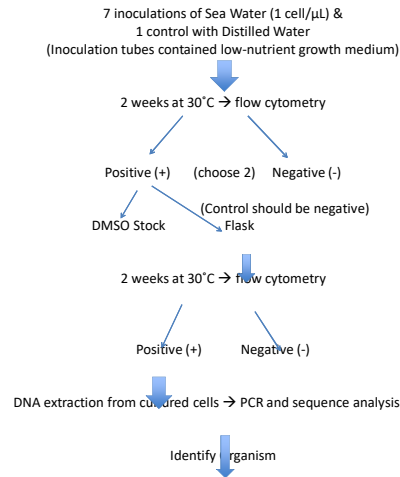 7 inoculations of Sea Water (1 cell/µL) &
1 control with Distilled Water
(Inoculation tubes contained low-nutrient growth medium)
2 weeks at 30˚C → flow cytometry
Positive (+) (choose 2) Negative (-)
(Control should be negative)
DMSO Stock Flask
2 weeks at 30˚C → flow cytometry
Positive (+) Negative (-)
DNA extraction from cultured cells → PCR and sequence analysis
Identify Organism